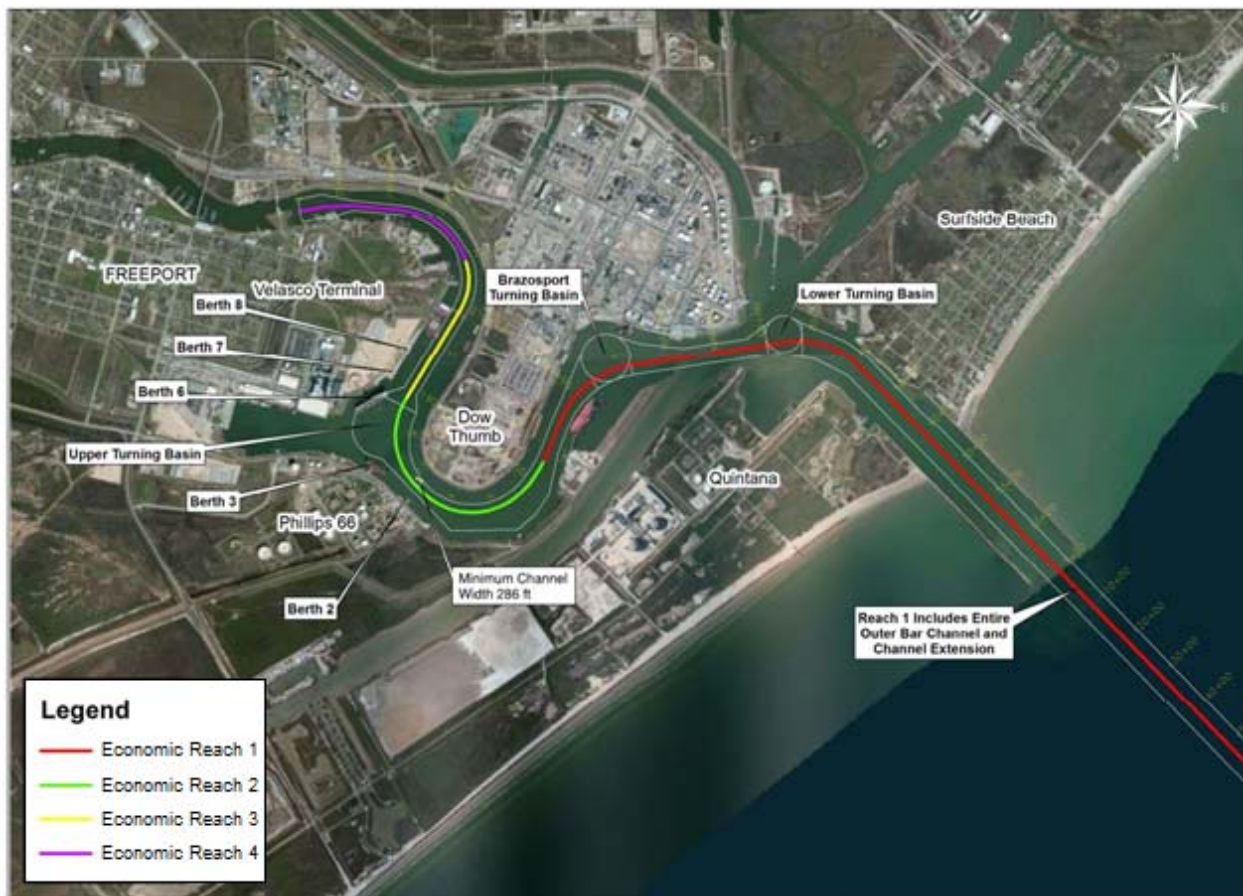 Surfside Beach
FREEPORT
Velasco Terminal
Brazosport
Turning Basin
Lower Turning Basin
Berth 8
Berth 7
Berth 6
Dow
Thumb
Upper Turning Basin
Quintana
Berth 3
Phillips 66
Minimum Channel
Width 286 ft
Berth 2
Reach 1 Includes Entire
Outer Bar Channel and
Channel Extension
Legend
Economic Reach 1
Economic Reach 2
Economic Reach 3
Economic Reach 4